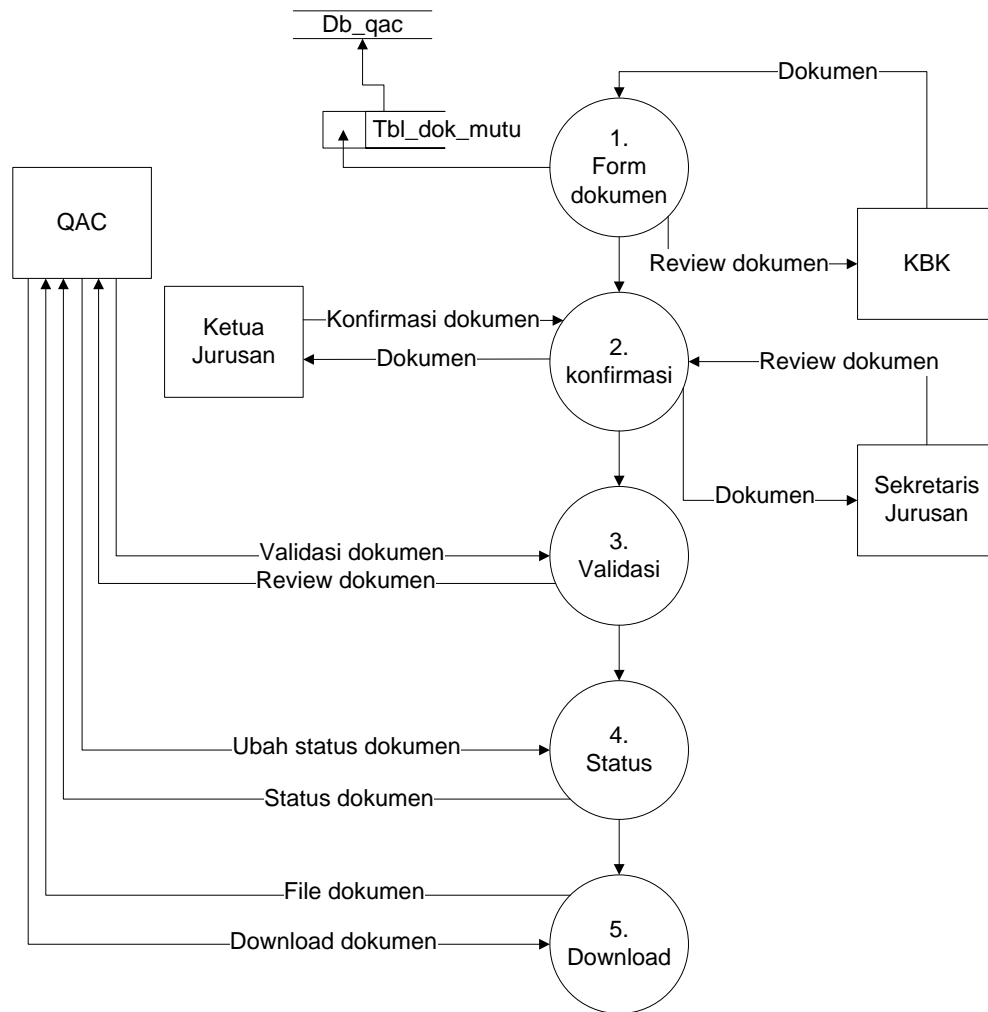 Db_qac
Dokumen
Tbl_dok_mutu
1.
Form
dokumen
QAC
Review dokumen
KBK
Konfirmasi dokumen
Ketua
Jurusan
2.
konfirmasi
Dokumen
Review dokumen
Dokumen
Sekretaris
Jurusan
3.
Validasi
Validasi dokumen
Review dokumen
4.
Status
Ubah status dokumen
Status dokumen
File dokumen
5.
Download
Download dokumen